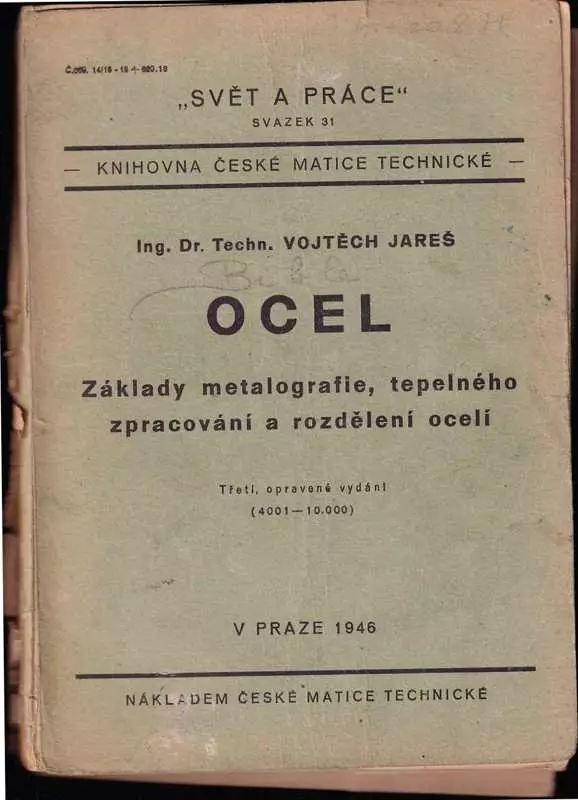 „SVĚT A PRÁCE"
SVAZEK 31
— KNIHOVNA ČESKÉ MATICE TECHNICKÉ —
Ing. Dr. Techn. VOJTĚCH JAREŠ
OCEL
Základy metalografie, tepelného
zpracování a rozdělení ocelí
Třetí, opravené vydání
(4001—10.000)
V PRAZE 1946
NÁKLADEM ČESKÉ MATICE TECHNICKÉ